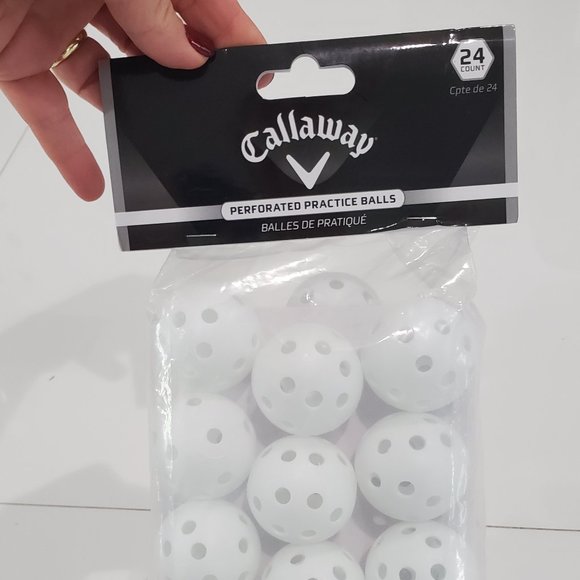 24
COUNT
Cpte de 24
Callaway
PERFORATED PRACTICE BALLS
BALLES DE PRATIQUÉ